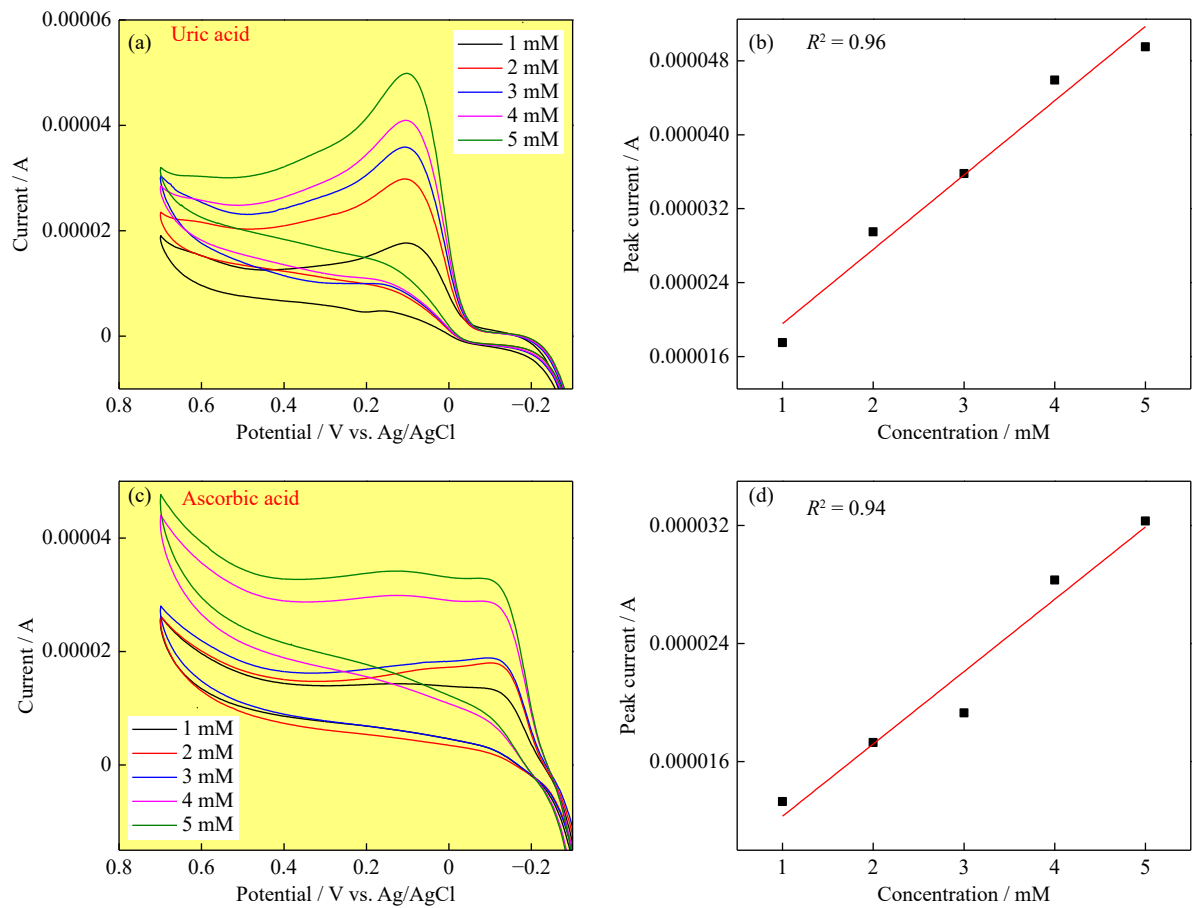 (a)
Uric acid
1 mM
2 mM
3 mM
4 mM
5 mM
0.00006
0.00004
0.00002
0
Current / A
0.8 0.6 0.4 0.2 0 −0.2
Potential / V vs. Ag/AgCl
(b)
R² = 0.96
0.000048
0.000040
0.000032
0.000024
0.000016
Peak current / A
1 2 3 4 5
Concentration / mM
(c)
Ascorbic acid
0.00004
0.00002
0
Current / A
1 mM
2 mM
3 mM
4 mM
5 mM
0.8 0.6 0.4 0.2 0 −0.2
Potential / V vs. Ag/AgCl
(d)
R² = 0.94
0.000032
0.000024
0.000016
Peak current / A
1 2 3 4 5
Concentration / mM